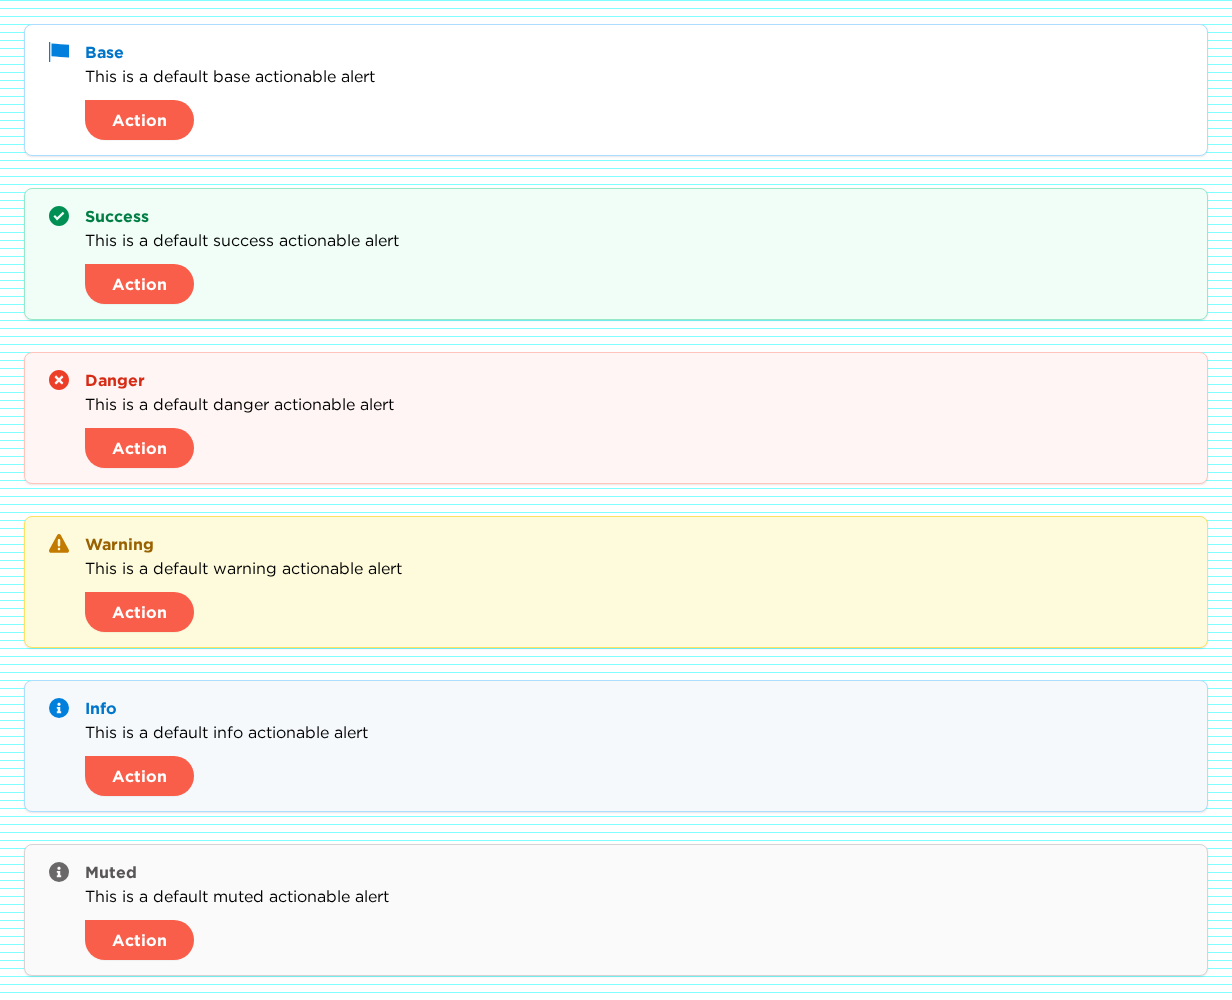 Base
This is a default base actionable alert
Action
Success
This is a default success actionable alert
Action
Danger
This is a default danger actionable alert
Action
Warning
This is a default warning actionable alert
Action
Info
This is a default info actionable alert
Action
Muted
This is a default muted actionable alert
Action